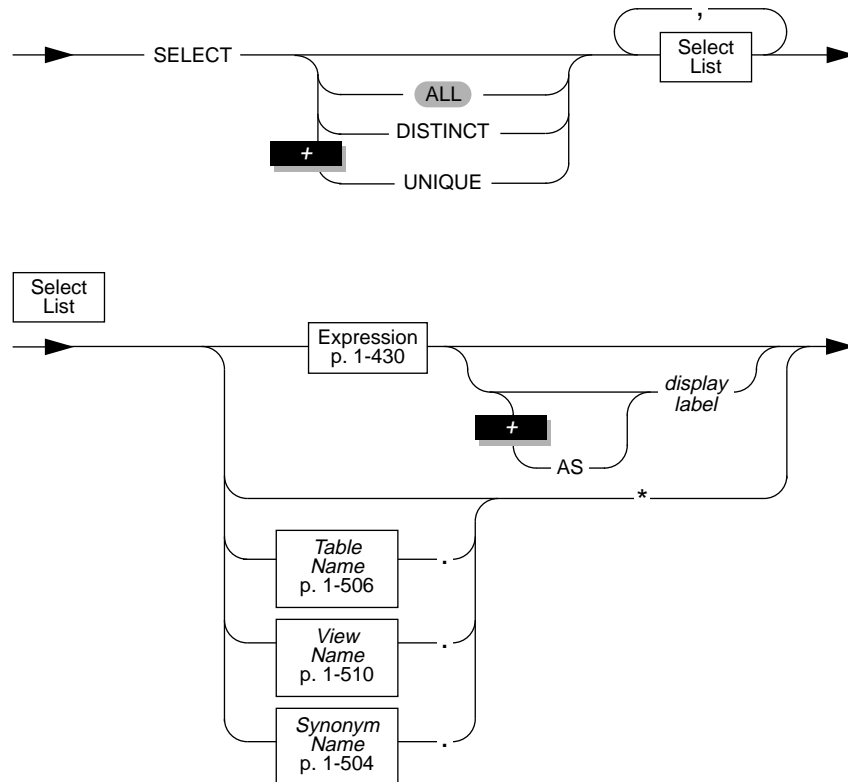 ,
SELECT
Select
List
ALL
DISTINCT
+
UNIQUE
Select
List
Expression
p. 1-430
display
label
+
AS
*
Table
Name
p. 1-506
.
View
Name
p. 1-510
.
Synonym
Name
p. 1-504
.